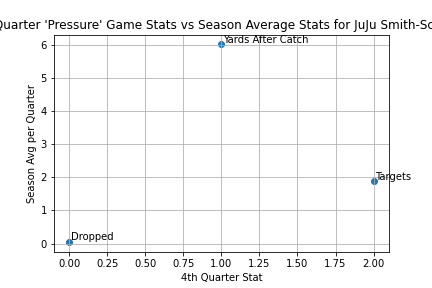 Quarter 'Pressure' Game Stats vs Season Average Stats for JuJu Smith-Sc
6
Yards After Catch
5
4
3
2
Targets
1
0
Dropped
Season Avg per Quarter
0.00 0.25 0.50 0.75 1.00 1.25 1.50 1.75 2.00
4th Quarter Stat